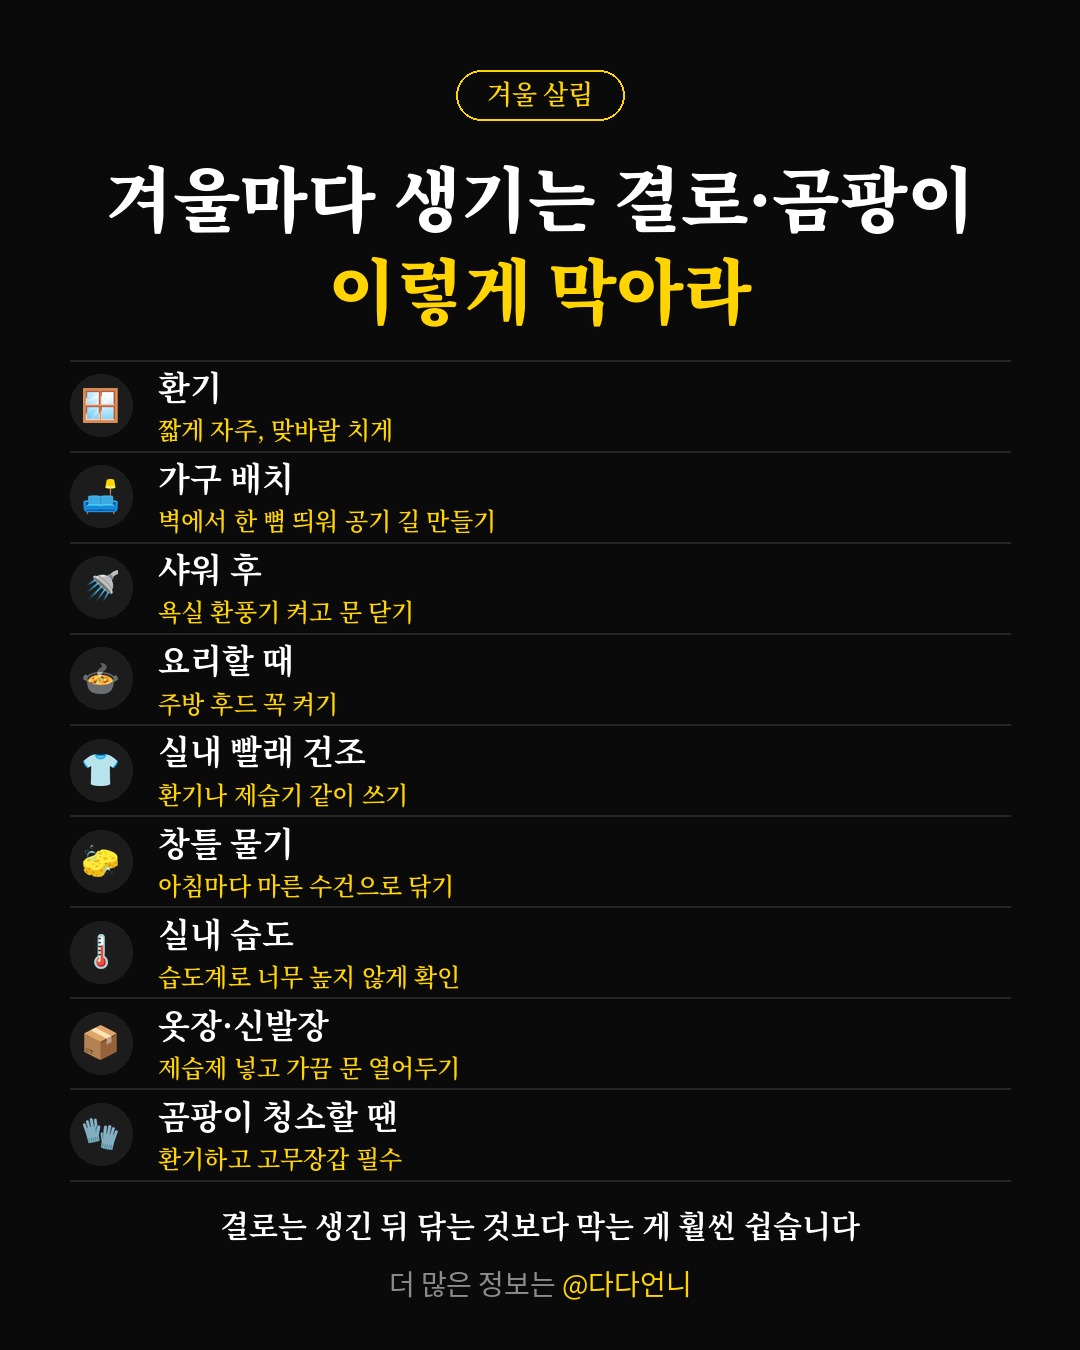 겨울 살림
겨울마다 생기는 결로·곰팡이
이렇게 막아라
환기
짧게 자주, 맞바람 치게
가구 배치
벽에서 한 뼘 띄워 공기 길 만들기
샤워 후
욕실 환풍기 켜고 문 닫기
요리할 때
주방 후드 꼭 켜기
실내 빨래 건조
환기나 제습기 같이 쓰기
창틀 물기
아침마다 마른 수건으로 닦기
실내 습도
습도계로 너무 높지 않게 확인
옷장·신발장
제습제 넣고 가끔 문 열어두기
곰팡이 청소할 땐
환기하고 고무장갑 필수
결로는 생긴 뒤 닦는 것보다 막는 게 훨씬 쉽습니다
더 많은 정보는 @다다언니